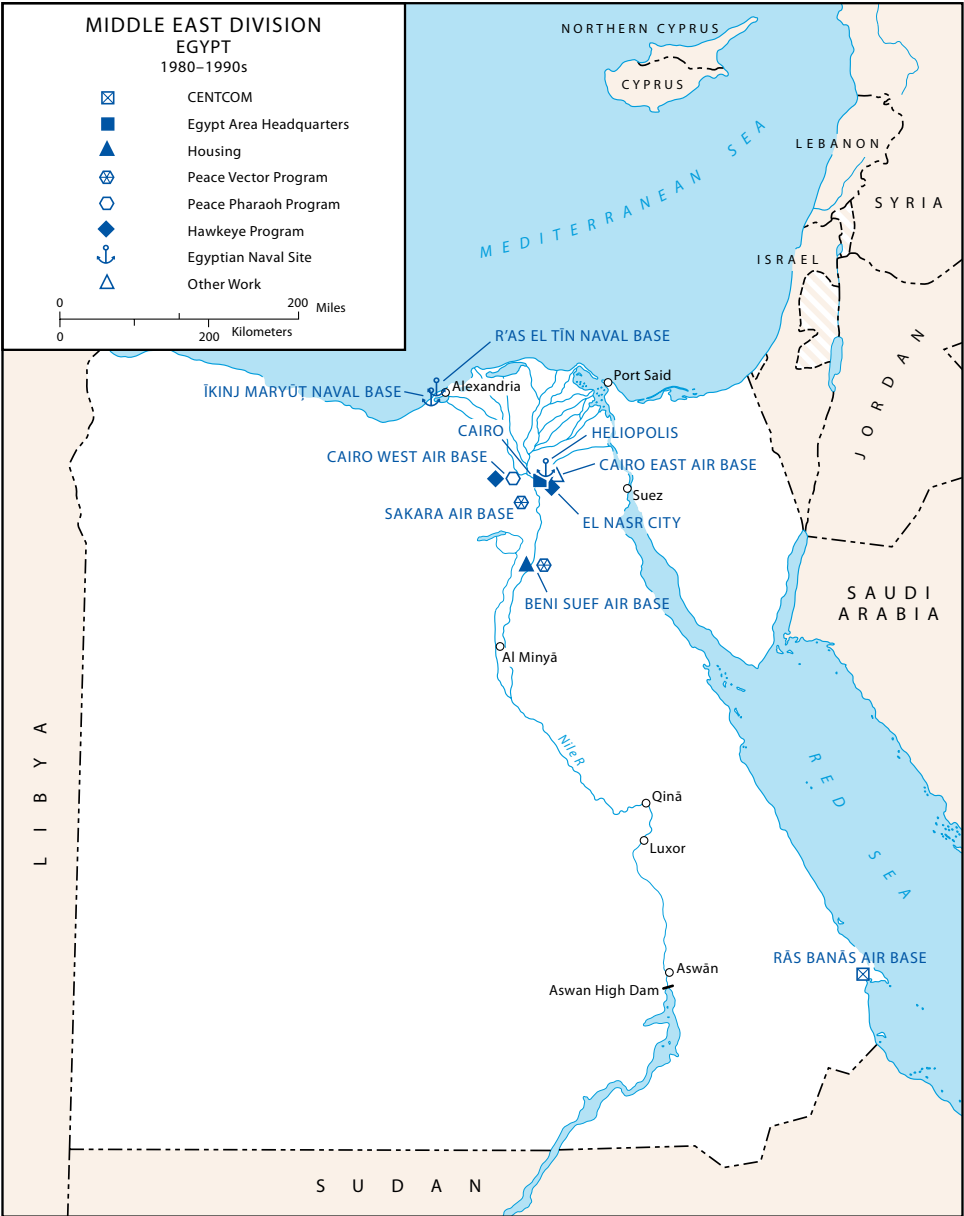 MIDDLE EAST DIVISION
EGYPT
1980–1990s
CENTCOM
Egypt Area Headquarters
Housing
Peace Vector Program
Peace Pharaoh Program
Hawkeye Program
Egyptian Naval Site
Other Work
0 200 Miles
0 200 Kilometers
NORTHERN CYPRUS
CYPRUS
MEDITERRANEAN SEA
LEBANON
SYRIA
ISRAEL
JORDAN
R'AS EL TĪN NAVAL BASE
Port Said
ĪKINJ MARYŪṬ NAVAL BASE
Alexandria
CAIRO
HELIOPOLIS
CAIRO WEST AIR BASE
CAIRO EAST AIR BASE
Suez
SAKARA AIR BASE
EL NASR CITY
BENI SUEF AIR BASE
SAUDI
ARABIA
Al Minyā
LIBYA
Nile R
RED SEA
Qinā
Luxor
RĀS BANĀS AIR BASE
Aswān
Aswan High Dam
SUDAN